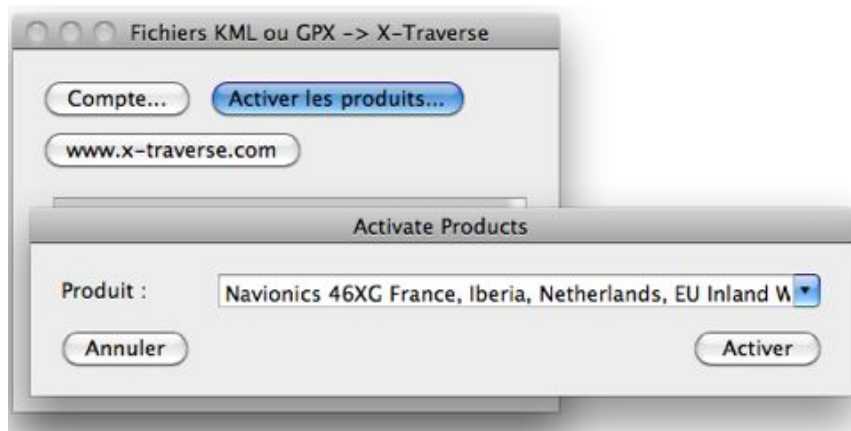 Fichiers KML ou GPX -> X-Traverse
Compte... Activer les produits...
www.x-traverse.com
Activate Products
Produit : Navionics 46XG France, Iberia, Netherlands, EU Inland W
Annuler Activer